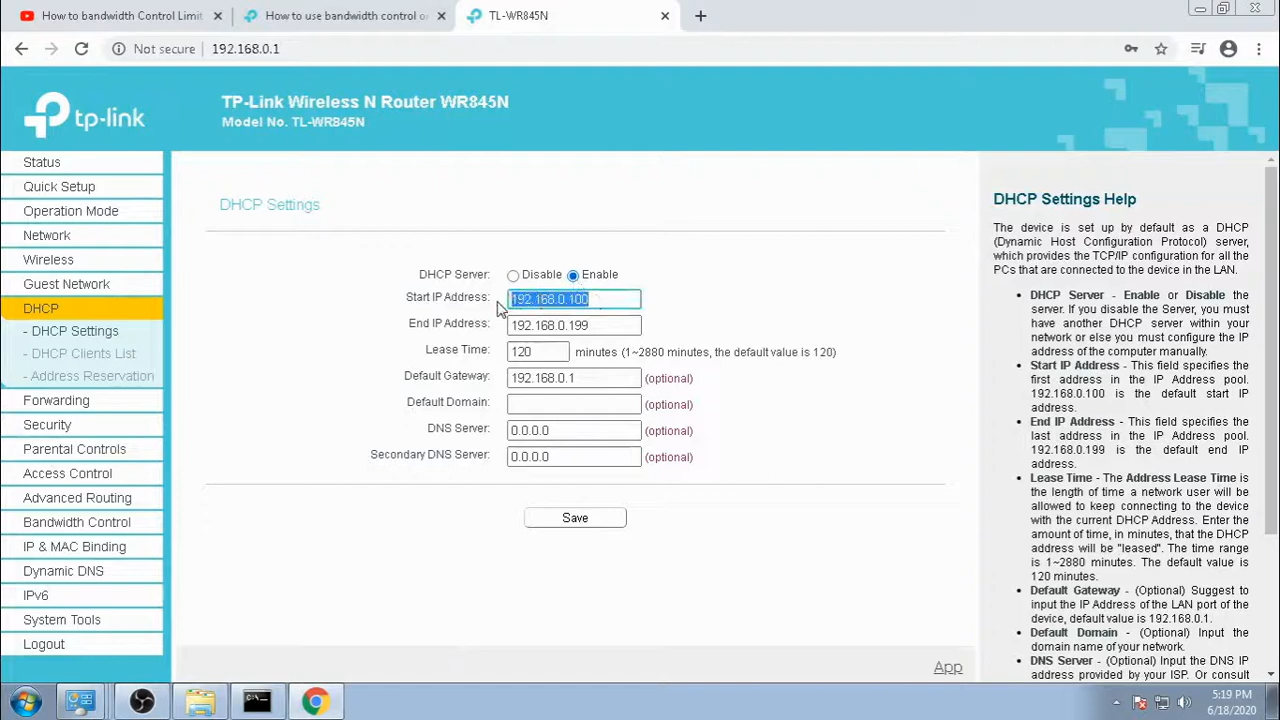 How to bandwidth Control Limit
How to use bandwidth control o
TL-WR845N
Not secure
192.168.0.1
tp-link
TP-Link Wireless N Router WR845N
Model No. TL-WR845N
Status
Quick Setup
Operation Mode
Network
Wireless
Guest Network
DHCP
- DHCP Settings
- DHCP Clients List
- Address Reservation
Forwarding
Security
Parental Controls
Access Control
Advanced Routing
Bandwidth Control
IP & MAC Binding
Dynamic DNS
IPv6
System Tools
Logout
DHCP Settings
DHCP Server: Disable Enable
Start IP Address: 192.168.0.100
End IP Address: 192.168.0.199
Lease Time: 120 minutes (1~2880 minutes, the default value is 120)
Default Gateway: 192.168.0.1 (optional)
Default Domain: (optional)
DNS Server: 0.0.0.0 (optional)
Secondary DNS Server: 0.0.0.0 (optional)
Save
App
DHCP Settings Help
The device is set up by default as a DHCP
(Dynamic Host Configuration Protocol) server,
which provides the TCP/IP configuration for all the
PCs that are connected to the device in the LAN.
• DHCP Server - Enable or Disable the
server. If you disable the Server, you must
have another DHCP server within your
network or else you must configure the IP
address of the computer manually.
• Start IP Address - This field specifies the
first address in the IP Address pool.
192.168.0.100 is the default start IP
address.
• End IP Address - This field specifies the
last address in the IP Address pool.
192.168.0.199 is the default end IP
address.
• Lease Time - The Address Lease Time is
the length of time a network user will be
allowed to keep connecting to the device
with the current DHCP Address. Enter the
amount of time, in minutes, that the DHCP
address will be "leased". The time range
is 1~2880 minutes. The default value is
120 minutes.
• Default Gateway - (Optional) Suggest to
input the IP Address of the LAN port of the
device, default value is 192.168.0.1.
• Default Domain - (Optional) Input the
domain name of your network.
• DNS Server - (Optional) Input the DNS IP
address provided by your ISP. Or consult
5:19 PM
6/18/2020